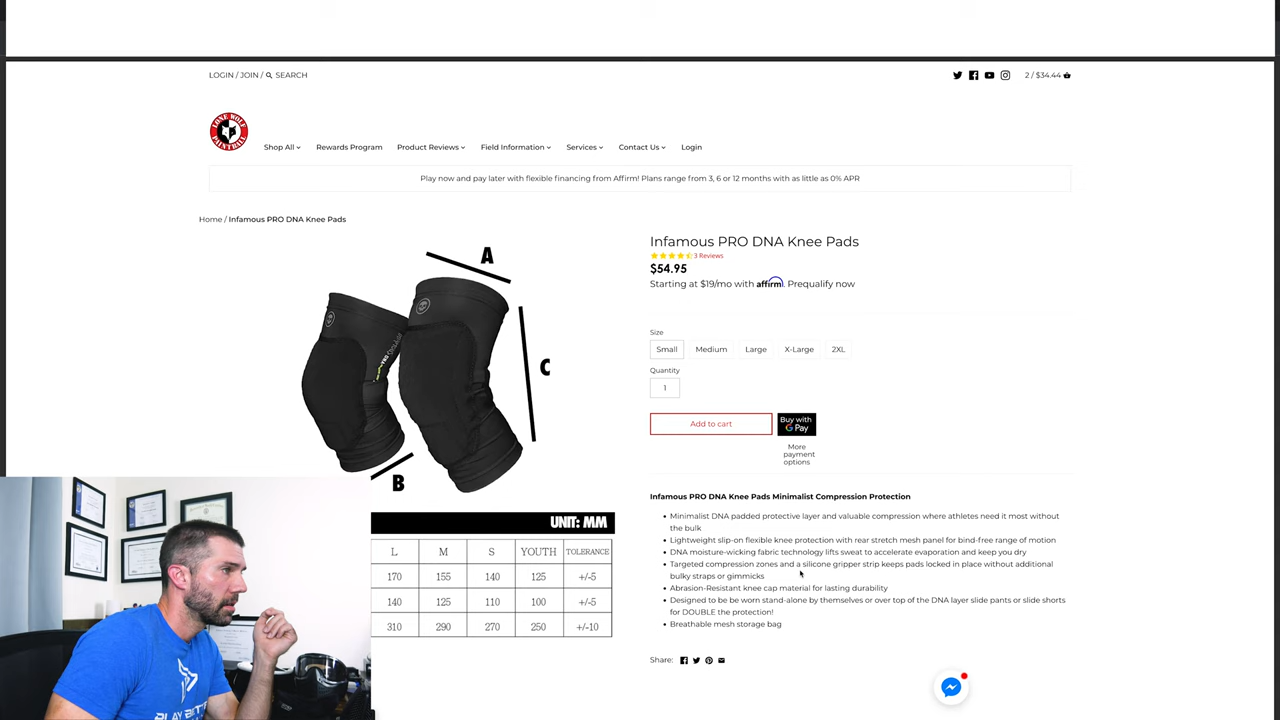 LOGIN / JOIN / SEARCH
2 / $34.44
LONE WOLF
PAINTBALL
Shop All
Rewards Program
Product Reviews
Field Information
Services
Contact Us
Login
Play now and pay later with flexible financing from Affirm! Plans range from 3, 6 or 12 months with as little as 0% APR
Home / Infamous PRO DNA Knee Pads
A
C
B
UNIT: MM
L M S YOUTH TOLERANCE
170 155 140 125 +/-5
140 125 110 100 +/-5
310 290 270 250 +/-10
Infamous PRO DNA Knee Pads
3 Reviews
$54.95
Starting at $19/mo with affirm. Prequalify now
Size
Small Medium Large X-Large 2XL
Quantity
1
Add to cart
Buy with
G Pay
More
payment
options
Infamous PRO DNA Knee Pads Minimalist Compression Protection
Minimalist DNA padded protective layer and valuable compression where athletes need it most without
the bulk
Lightweight slip-on flexible knee protection with rear stretch mesh panel for bind-free range of motion
DNA moisture-wicking fabric technology lifts sweat to accelerate evaporation and keep you dry
Targeted compression zones and a silicone gripper strip keeps pads locked in place without additional
bulky straps or gimmicks
Abrasion-Resistant knee cap material for lasting durability
Designed to be be worn stand-alone by themselves or over top of the DNA layer slide pants or slide shorts
for DOUBLE the protection!
Breathable mesh storage bag
Share: